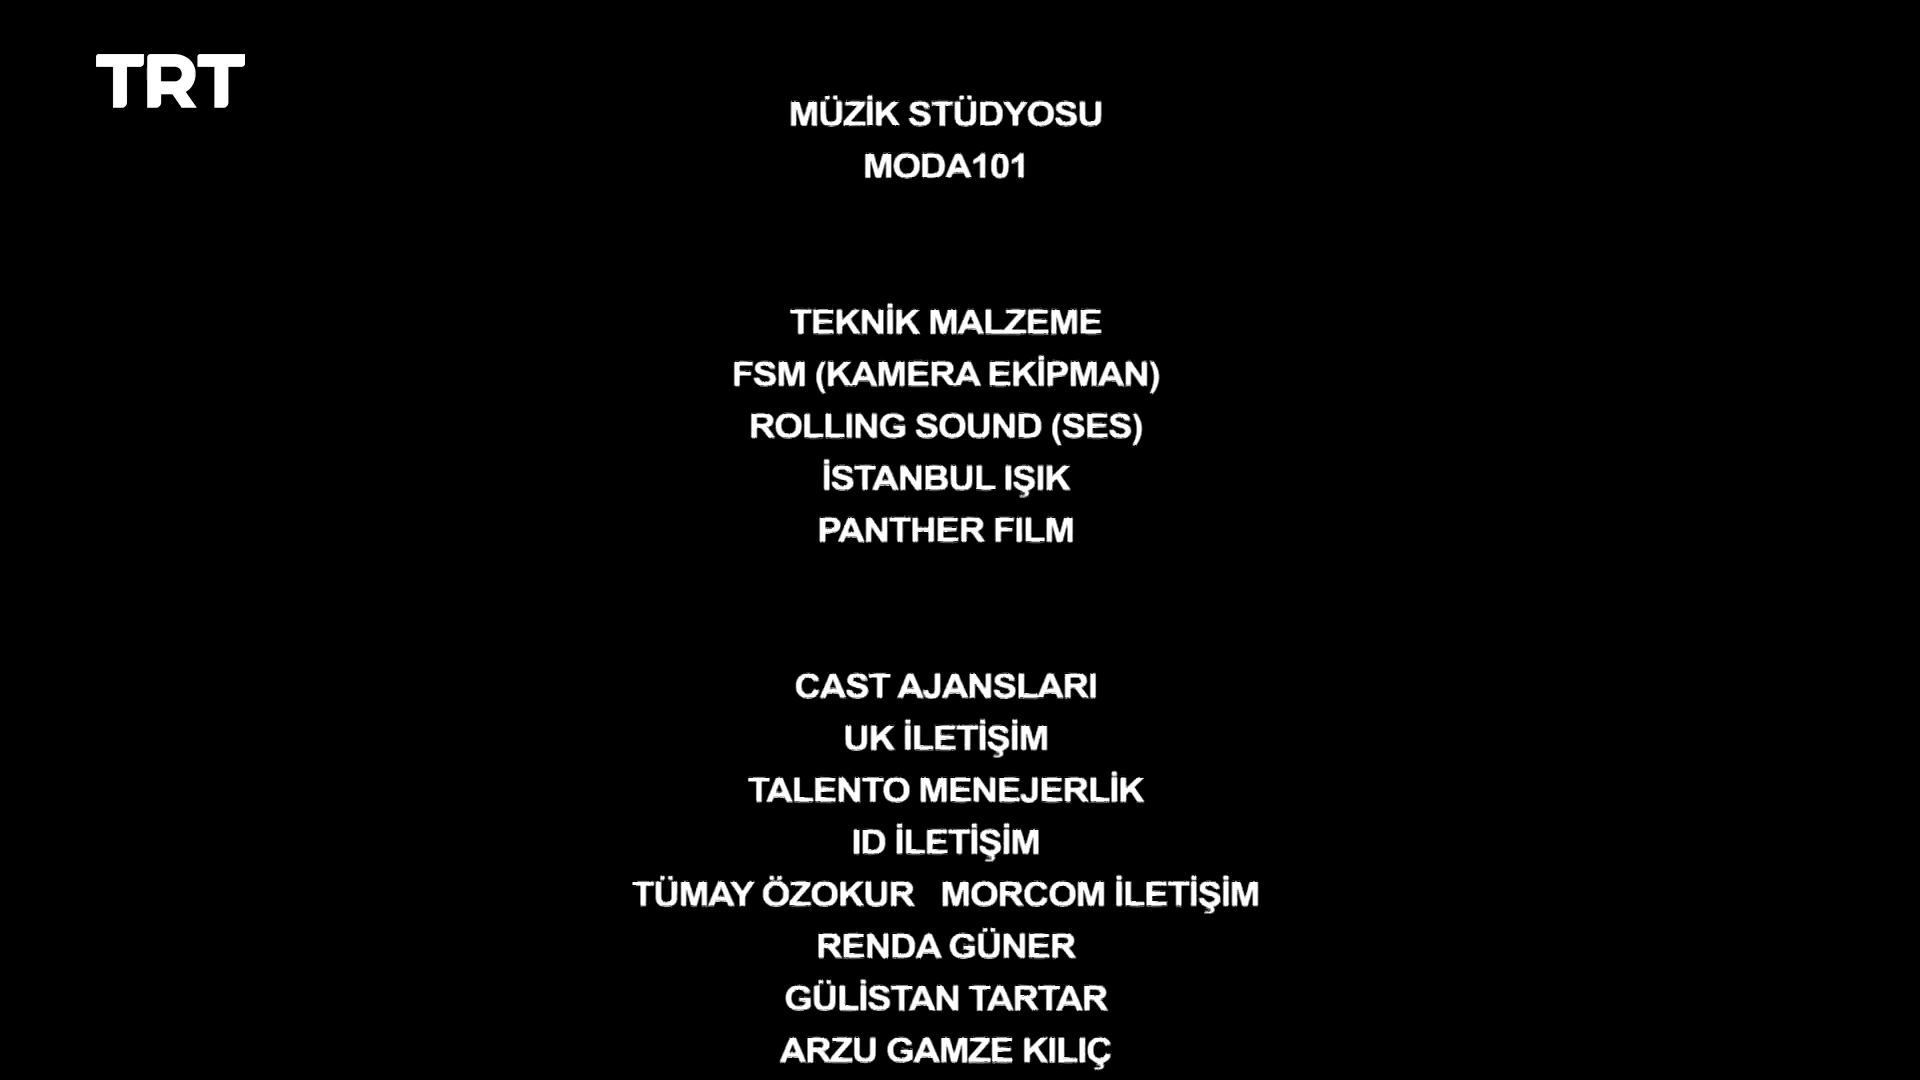 TRT
MÜZİK STÜDYOSU
MODA101
TEKNİK MALZEME
FSM (KAMERA EKİPMAN)
ROLLING SOUND (SES)
İSTANBUL IŞIK
PANTHER FILM
CAST AJANSLARI
UK İLETİŞİM
TALENTO MENEJERLİK
ID İLETİŞİM
TÜMAY ÖZOKUR   MORCOM İLETİŞİM
RENDA GÜNER
GÜLİSTAN TARTAR
ARZU GAMZE KILIÇ